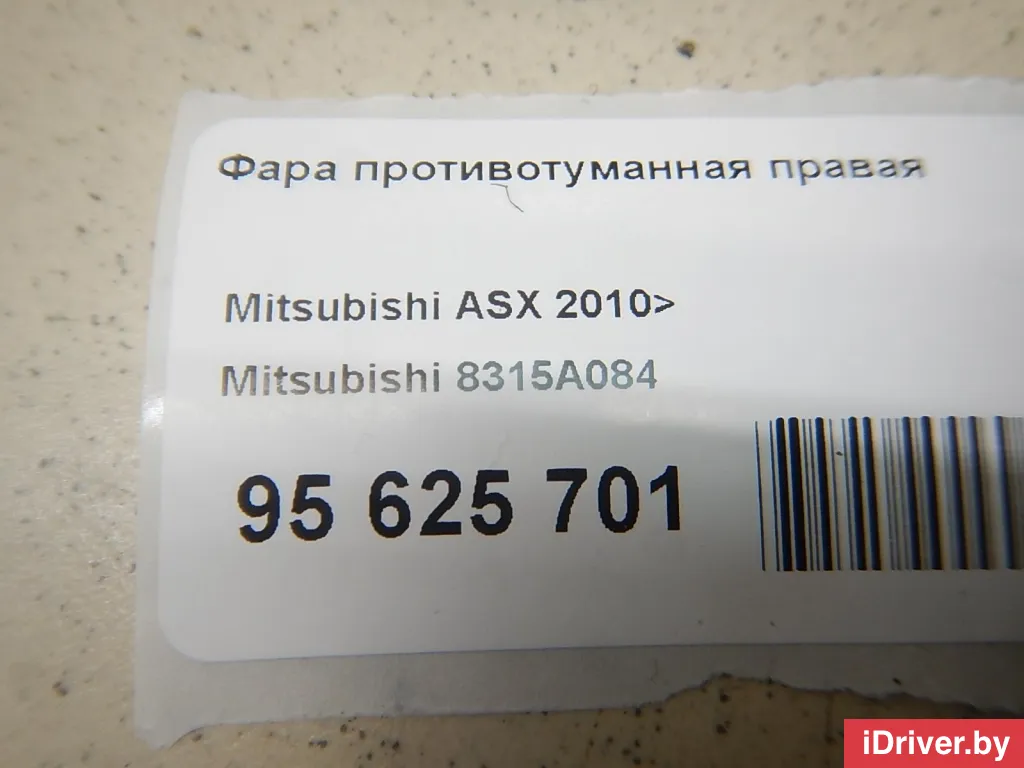 Фара противотуманная правая
Mitsubishi ASX 2010>
Mitsubishi 8315A084
95 625 701
iDriver.by